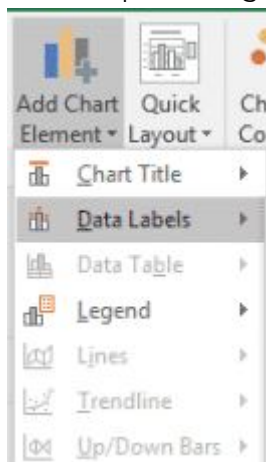 Add Chart Quick Ch
Element Layout Co
Chart Title
Data Labels
Data Table
Legend
Lines
Trendline
Up/Down Bars